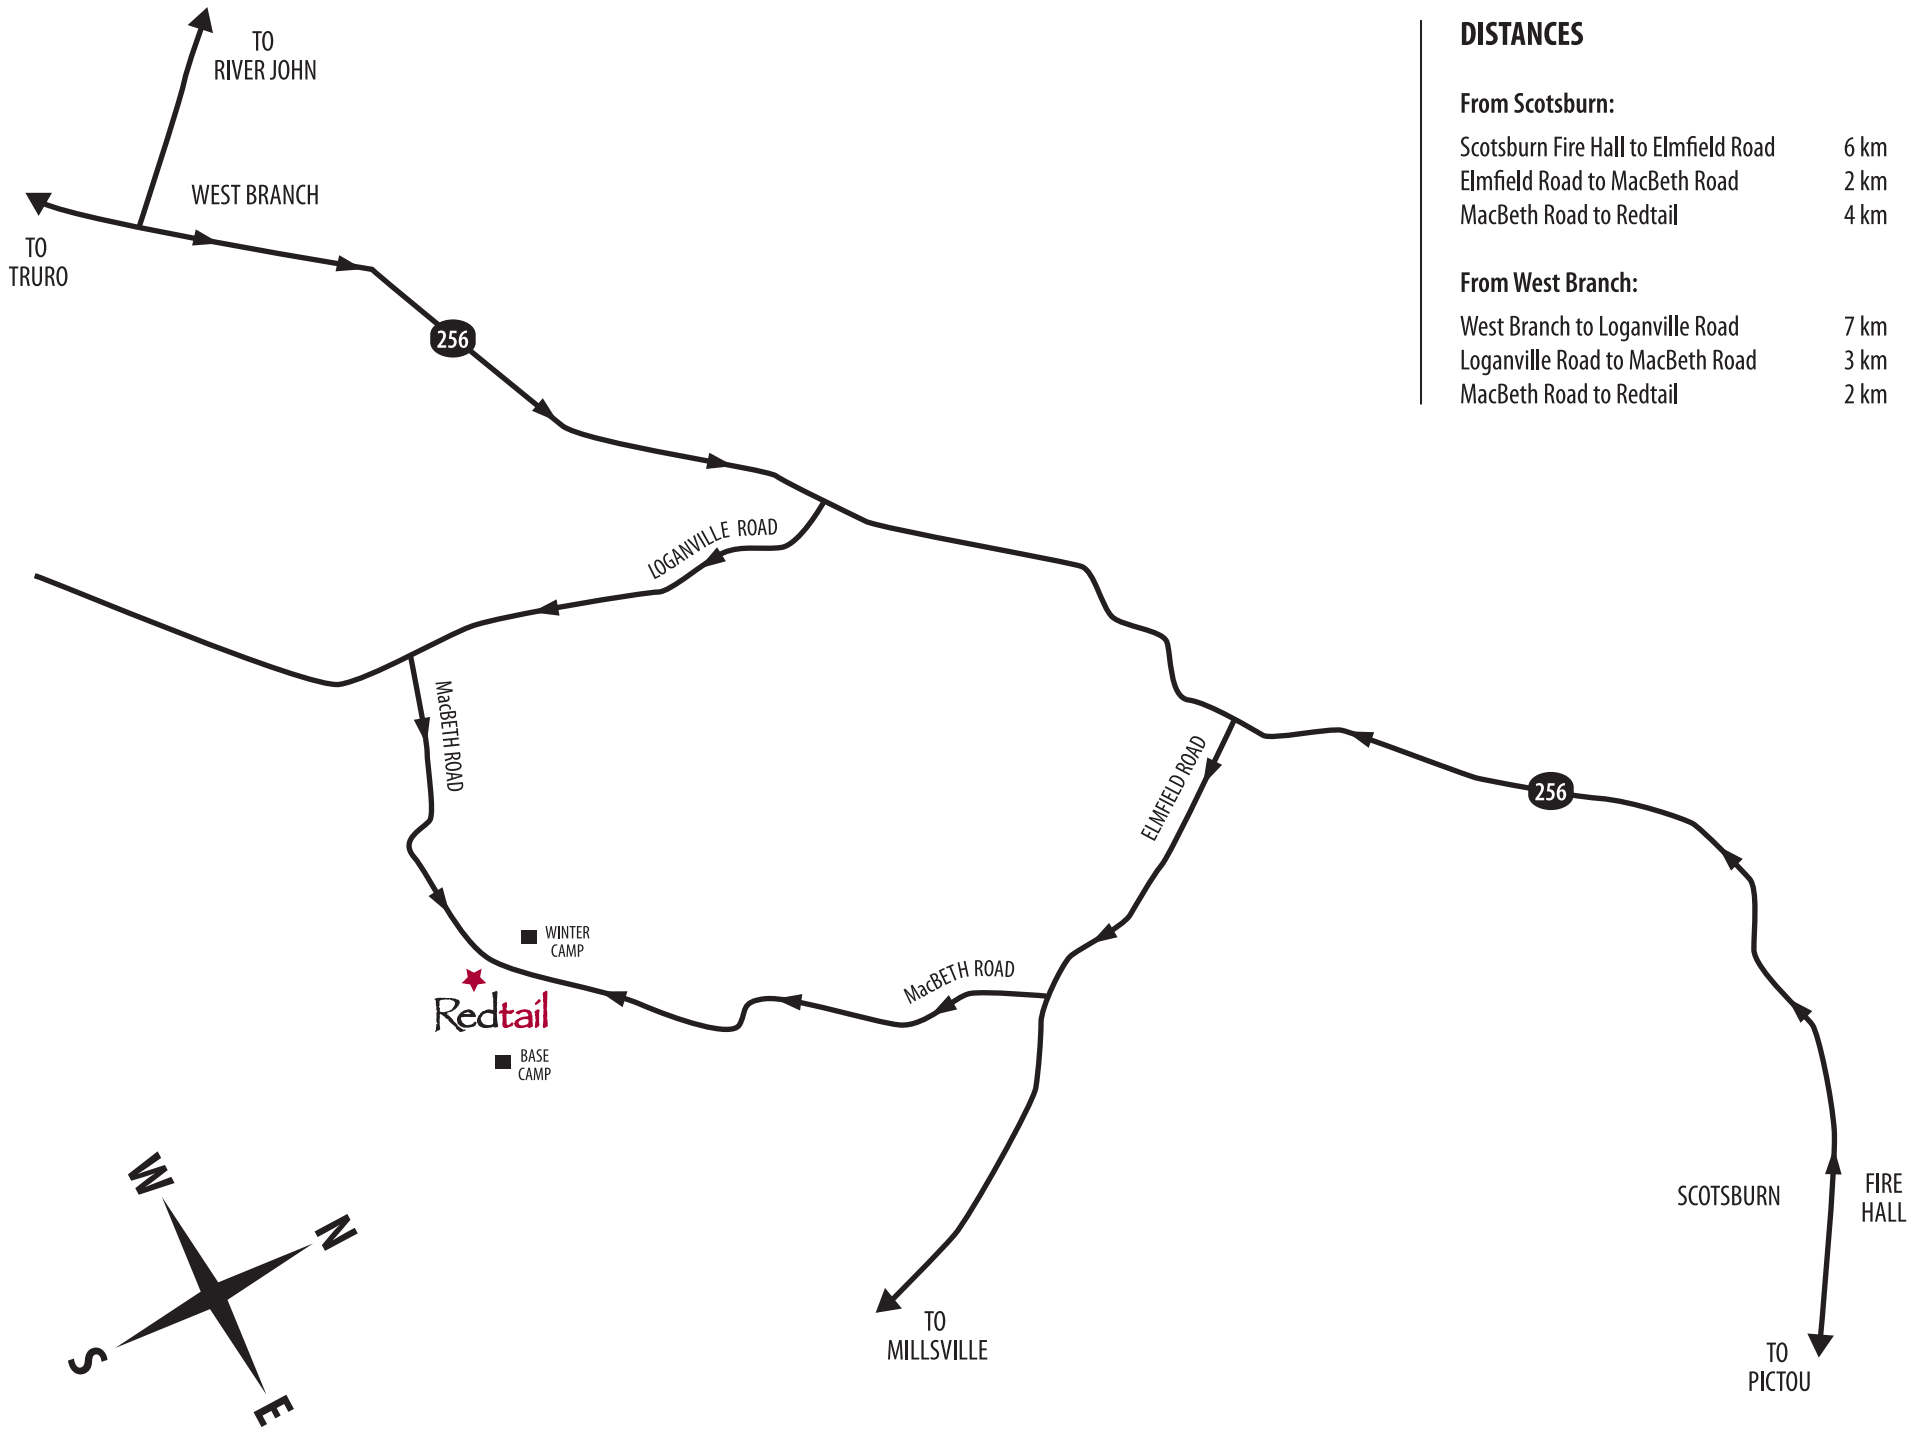 TO
RIVER JOHN
WEST BRANCH
TO
TRURO
256
DISTANCES
From Scotsburn:
Scotsburn Fire Hall to Elmfield Road 6 km
Elmfield Road to MacBeth Road 2 km
MacBeth Road to Redtail 4 km
From West Branch:
West Branch to Loganville Road 7 km
Loganville Road to MacBeth Road 3 km
MacBeth Road to Redtail 2 km
LOGANVILLE ROAD
MacBETH ROAD
ELMFIELD ROAD
256
WINTER
CAMP
MacBETH ROAD
Redtail
BASE
CAMP
SCOTSBURN
FIRE
HALL
TO
MILLSVILLE
TO
PICTOU
W
N
S
E